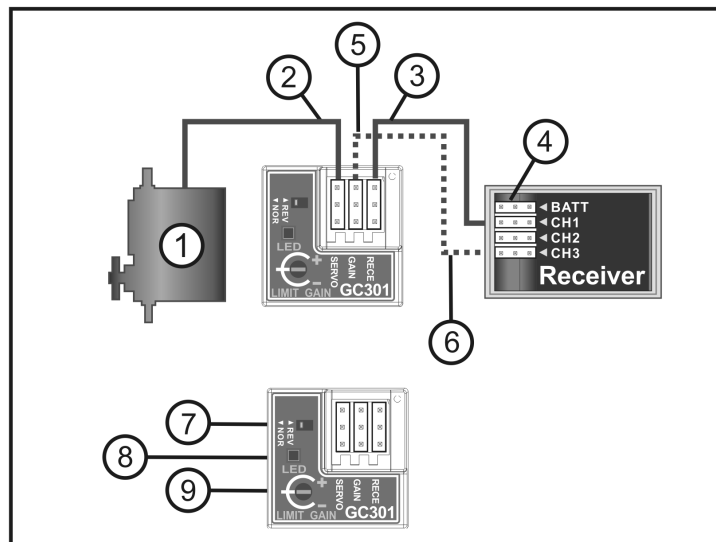 5
2
3
4
1
▲REV
▼NOR
LED
+
−
LIMIT GAIN
SERVO
GAIN
RECE
GC301
◀BATT
◀CH1
◀CH2
◀CH3
Receiver
6
7
8
9
▲REV
▼NOR
LED
+
−
LIMIT GAIN
SERVO
GAIN
RECE
GC301